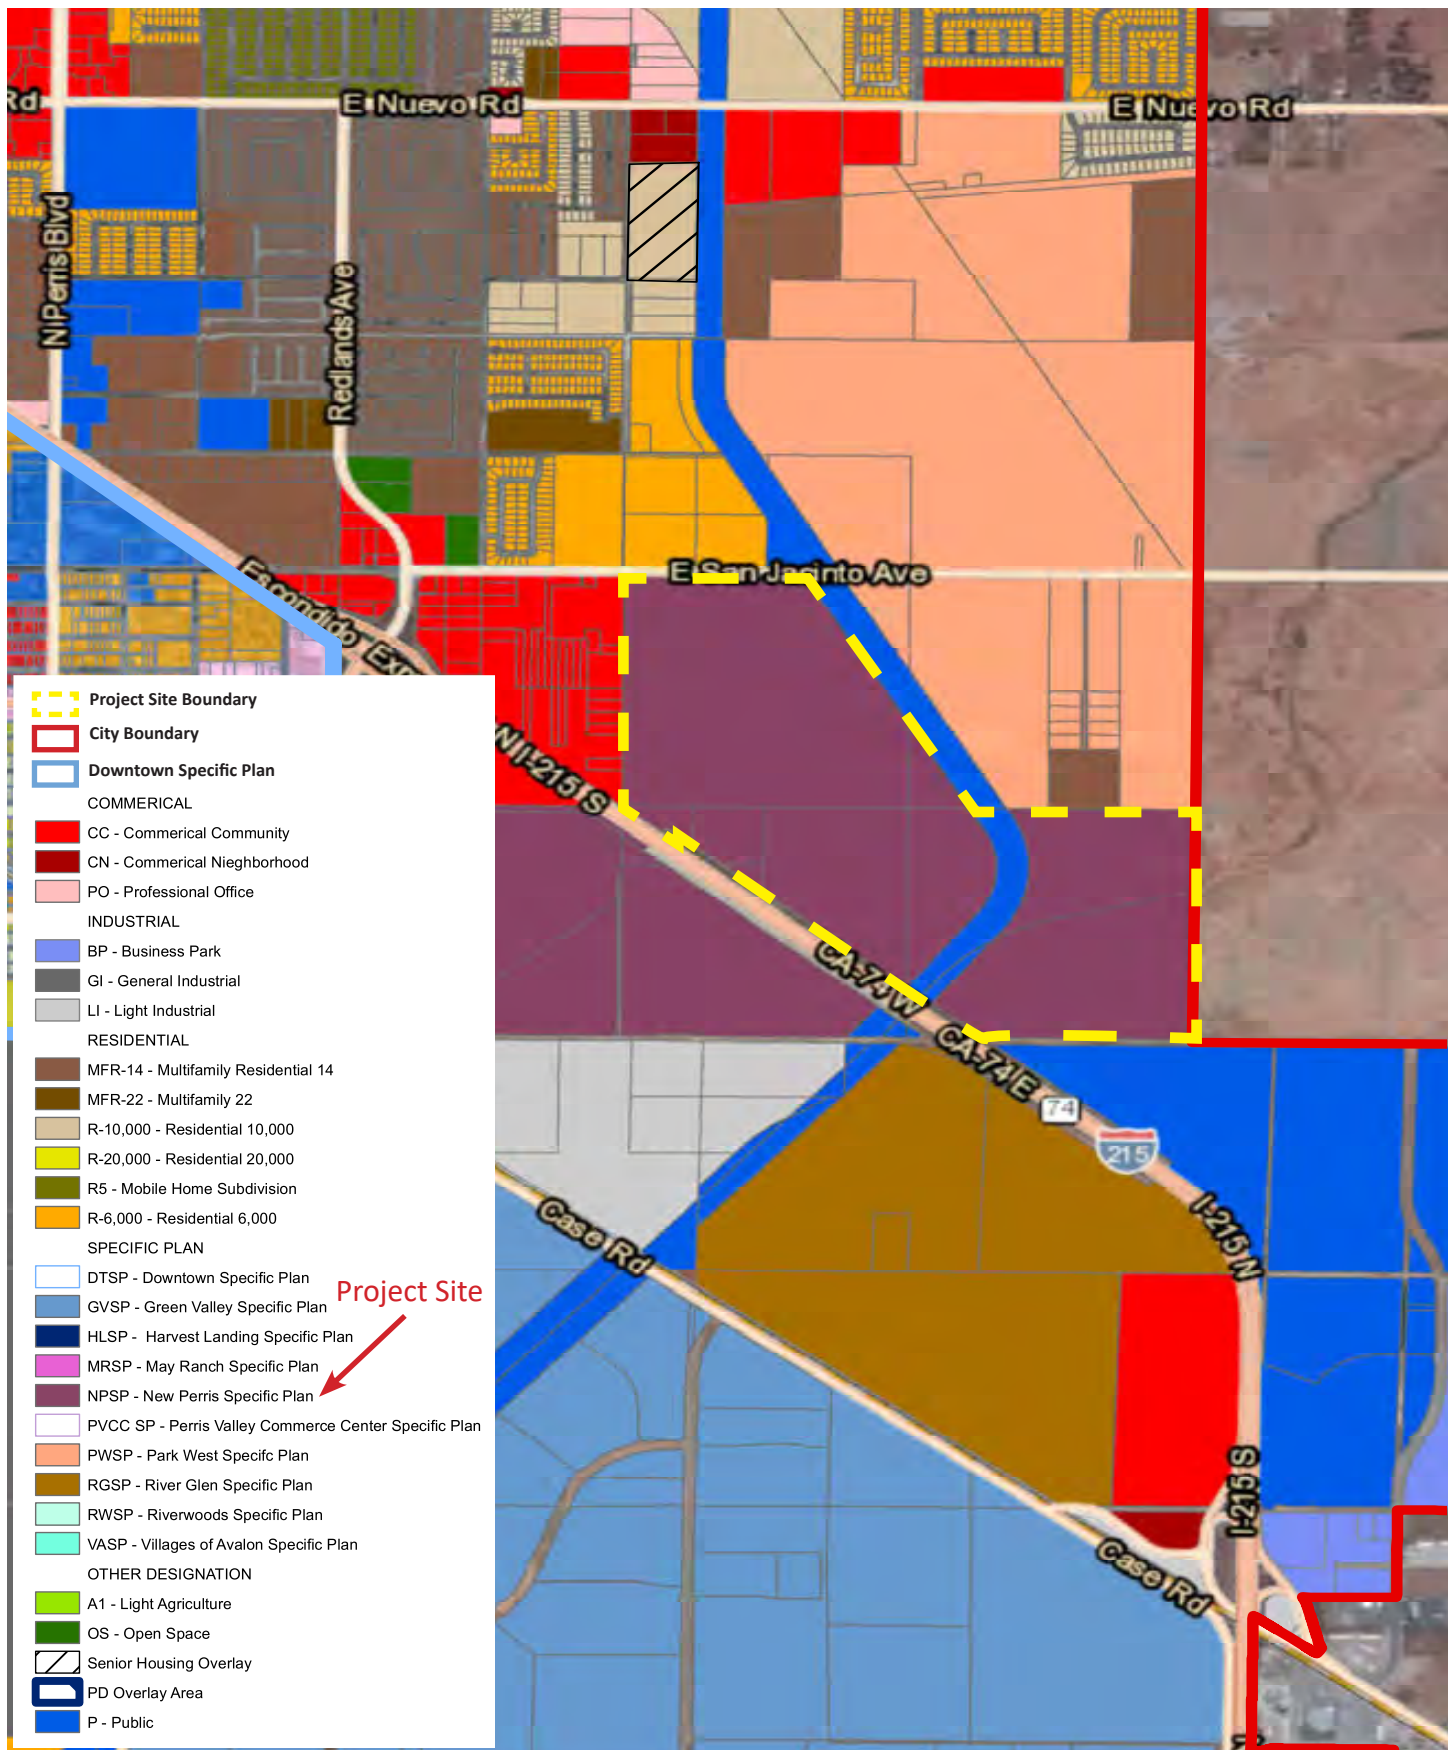 Rd
E Nuevo Rd
E Nuevo Rd
N Perris Blvd
Redlands Ave
E San Jacinto Ave
Escondido Exp
N I-215 S
CA-74 W
CA-74 E
74
215
I-215 N
Case Rd
I-215 S
Case Rd
Project Site Boundary
City Boundary
Downtown Specific Plan
COMMERICAL
CC - Commerical Community
CN - Commerical Nieghborhood
PO - Professional Office
INDUSTRIAL
BP - Business Park
GI - General Industrial
LI - Light Industrial
RESIDENTIAL
MFR-14 - Multifamily Residential 14
MFR-22 - Multifamily 22
R-10,000 - Residential 10,000
R-20,000 - Residential 20,000
R5 - Mobile Home Subdivision
R-6,000 - Residential 6,000
SPECIFIC PLAN
DTSP - Downtown Specific Plan
GVSP - Green Valley Specific Plan
Project Site
HLSP - Harvest Landing Specific Plan
MRSP - May Ranch Specific Plan
NPSP - New Perris Specific Plan
PVCC SP - Perris Valley Commerce Center Specific Plan
PWSP - Park West Specifc Plan
RGSP - River Glen Specific Plan
RWSP - Riverwoods Specific Plan
VASP - Villages of Avalon Specific Plan
OTHER DESIGNATION
A1 - Light Agriculture
OS - Open Space
Senior Housing Overlay
PD Overlay Area
P - Public